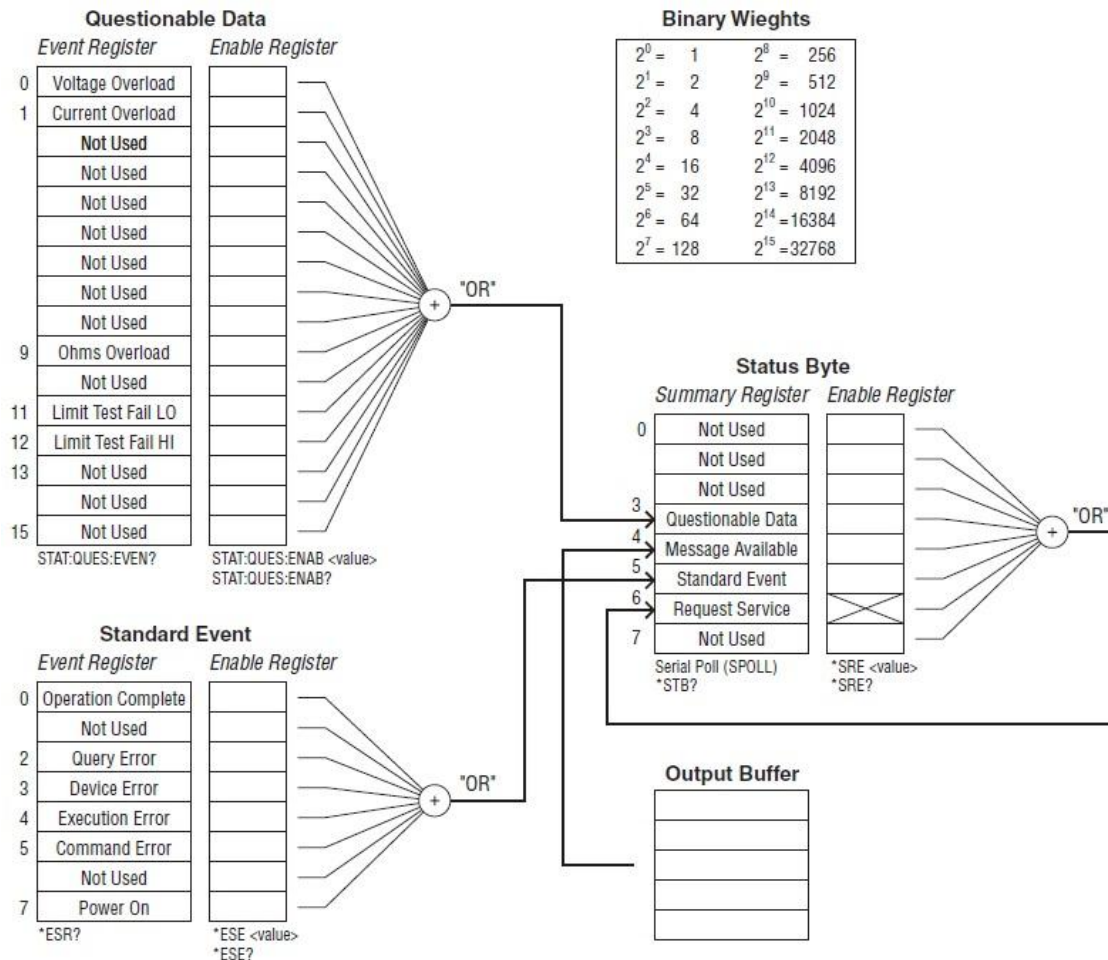 Questionable Data
Event Register Enable Register
0 Voltage Overload
1 Current Overload
Not Used
Not Used
Not Used
Not Used
Not Used
Not Used
Not Used
9 Ohms Overload
Not Used
11 Limit Test Fail LO
12 Limit Test Fail HI
13 Not Used
Not Used
15 Not Used
STAT:QUES:EVEN? STAT:QUES:ENAB <value>
STAT:QUES:ENAB?
+ "OR"
Binary Wieghts
2⁰ = 1 2⁸ = 256
2¹ = 2 2⁹ = 512
2² = 4 2¹⁰ = 1024
2³ = 8 2¹¹ = 2048
2⁴ = 16 2¹² = 4096
2⁵ = 32 2¹³ = 8192
2⁶ = 64 2¹⁴ =16384
2⁷ = 128 2¹⁵ =32768
Status Byte
Summary Register Enable Register
0 Not Used
Not Used
Not Used
3 Questionable Data
4 Message Available
5 Standard Event
6 Request Service
7 Not Used
Serial Poll (SPOLL) *SRE <value>
*STB? *SRE?
+ "OR"
Standard Event
Event Register Enable Register
0 Operation Complete
Not Used
2 Query Error
3 Device Error
4 Execution Error
5 Command Error
Not Used
7 Power On
*ESR? *ESE <value>
*ESE?
+ "OR"
Output Buffer